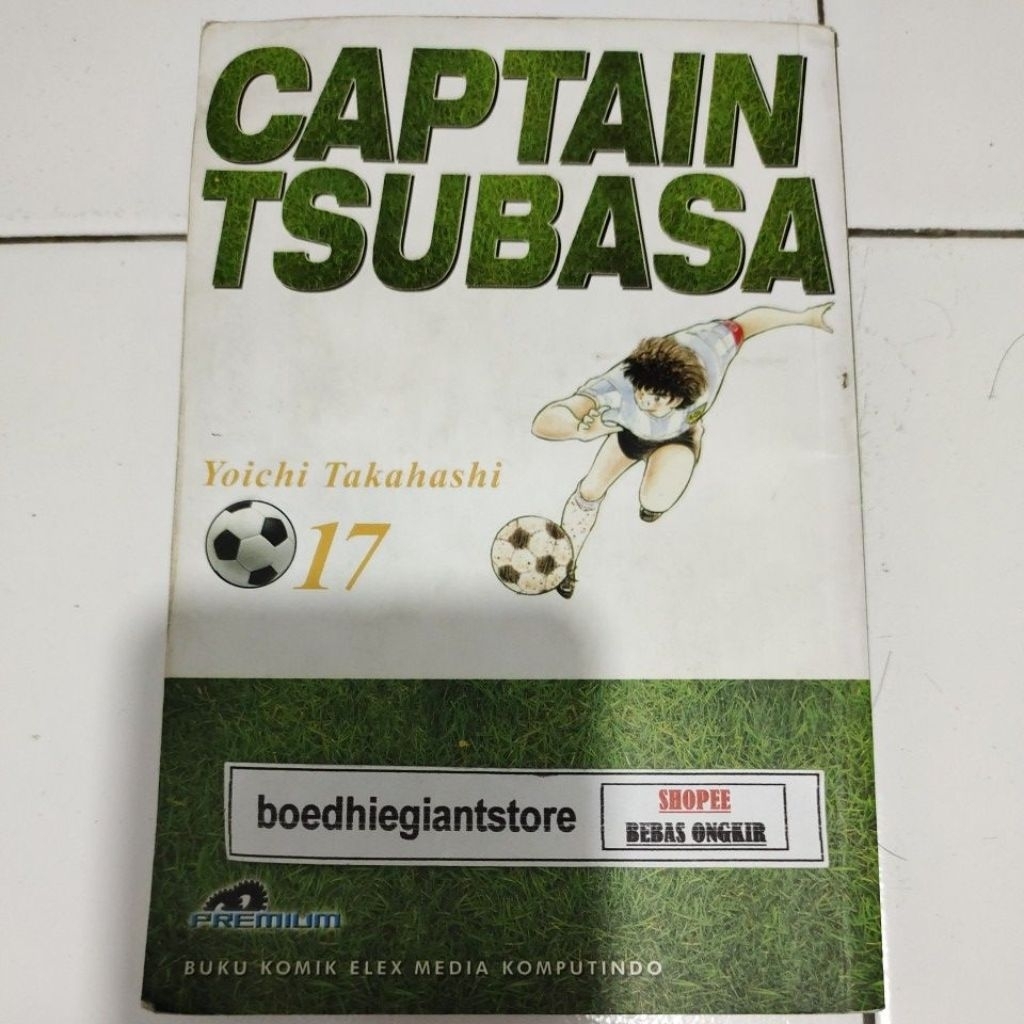 CAPTAIN
TSUBASA
Yoichi Takahashi
17
boedhiegiantstore
SHOPEE
BEBAS ONGKIR
PREMIUM
BUKU KOMIK ELEX MEDIA KOMPUTINDO